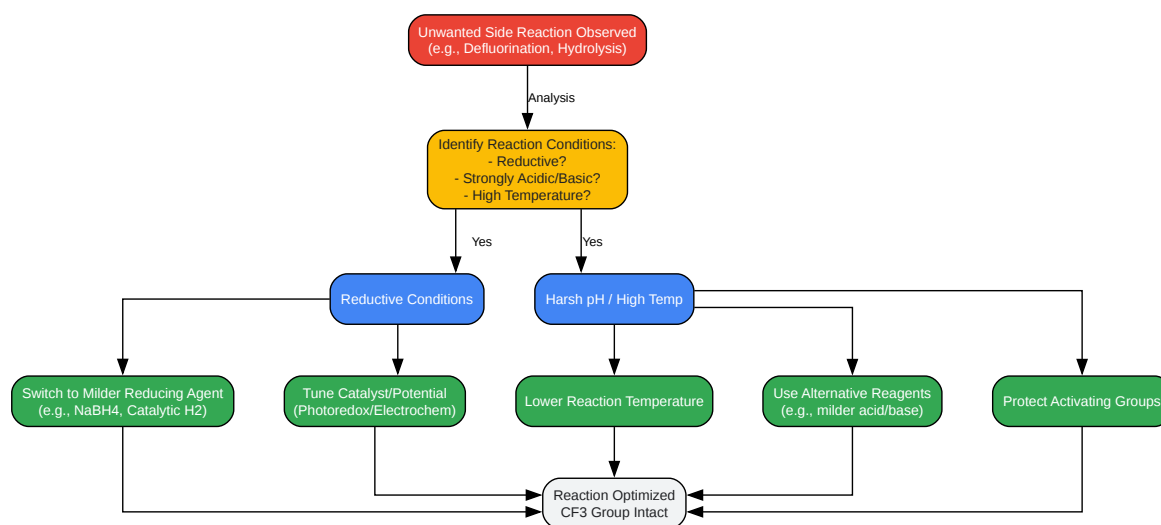 Unwanted Side Reaction Observed
(e.g., Defluorination, Hydrolysis)
Analysis
Identify Reaction Conditions:
- Reductive?
- Strongly Acidic/Basic?
- High Temperature?
Yes
Yes
Reductive Conditions
Harsh pH / High Temp
Switch to Milder Reducing Agent
(e.g., NaBH4, Catalytic H2)
Tune Catalyst/Potential
(Photoredox/Electrochem)
Lower Reaction Temperature
Use Alternative Reagents
(e.g., milder acid/base)
Protect Activating Groups
Reaction Optimized
CF3 Group Intact